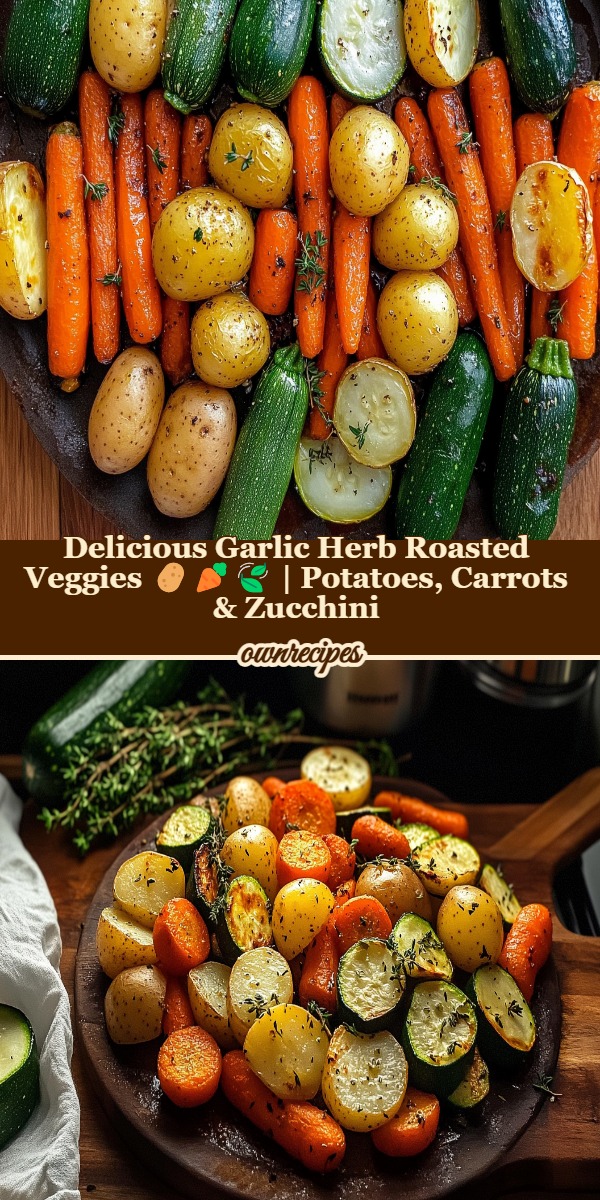 Delicious Garlic Herb Roasted
Veggies 🥔🥕🌿 | Potatoes, Carrots
& Zucchini
ownrecipes